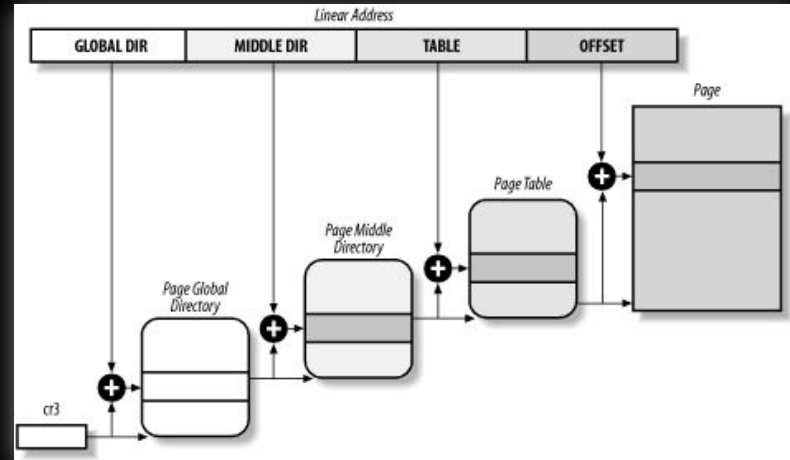 Linear Address
GLOBAL DIR
MIDDLE DIR
TABLE
OFFSET
Page
Page Table
Page Middle
Directory
Page Global
Directory
cr3